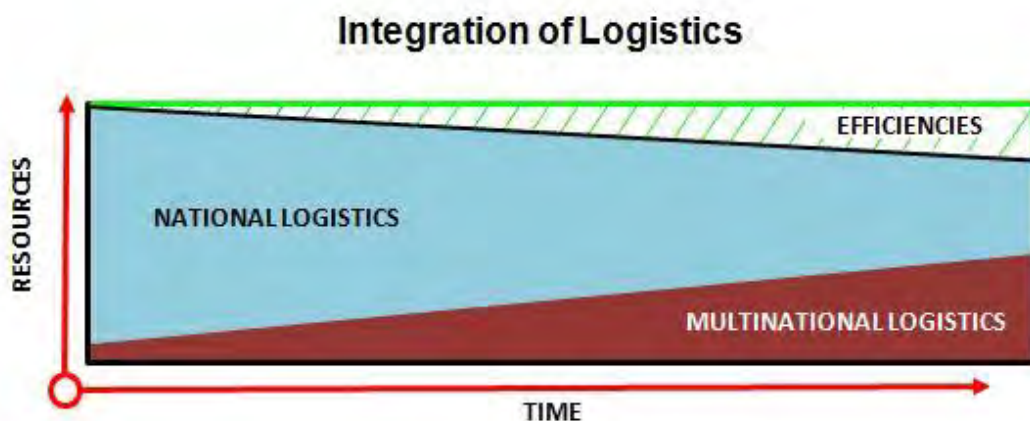 Integration of Logistics
EFFICIENCIES
NATIONAL LOGISTICS
RESOURCES
MULTINATIONAL LOGISTICS
TIME